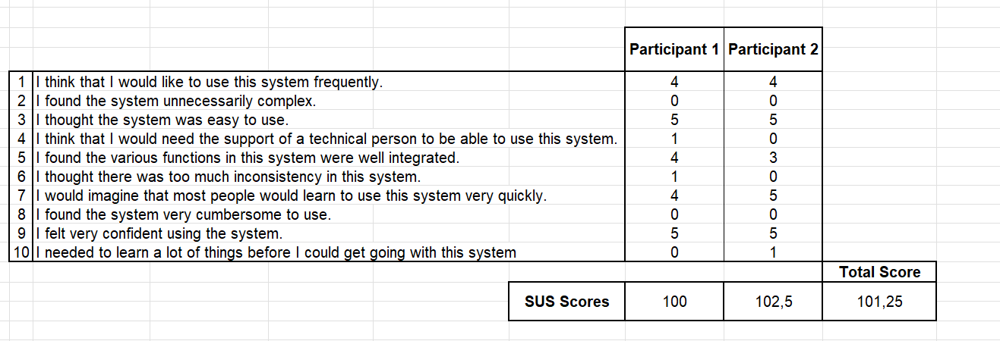 Participant 1 Participant 2
1 I think that I would like to use this system frequently. 4 4
2 I found the system unnecessarily complex. 0 0
3 I thought the system was easy to use. 5 5
4 I think that I would need the support of a technical person to be able to use this system. 1 0
5 I found the various functions in this system were well integrated. 4 3
6 I thought there was too much inconsistency in this system. 1 0
7 I would imagine that most people would learn to use this system very quickly. 4 5
8 I found the system very cumbersome to use. 0 0
9 I felt very confident using the system. 5 5
10 I needed to learn a lot of things before I could get going with this system 0 1
Total Score
SUS Scores 100 102,5 101,25